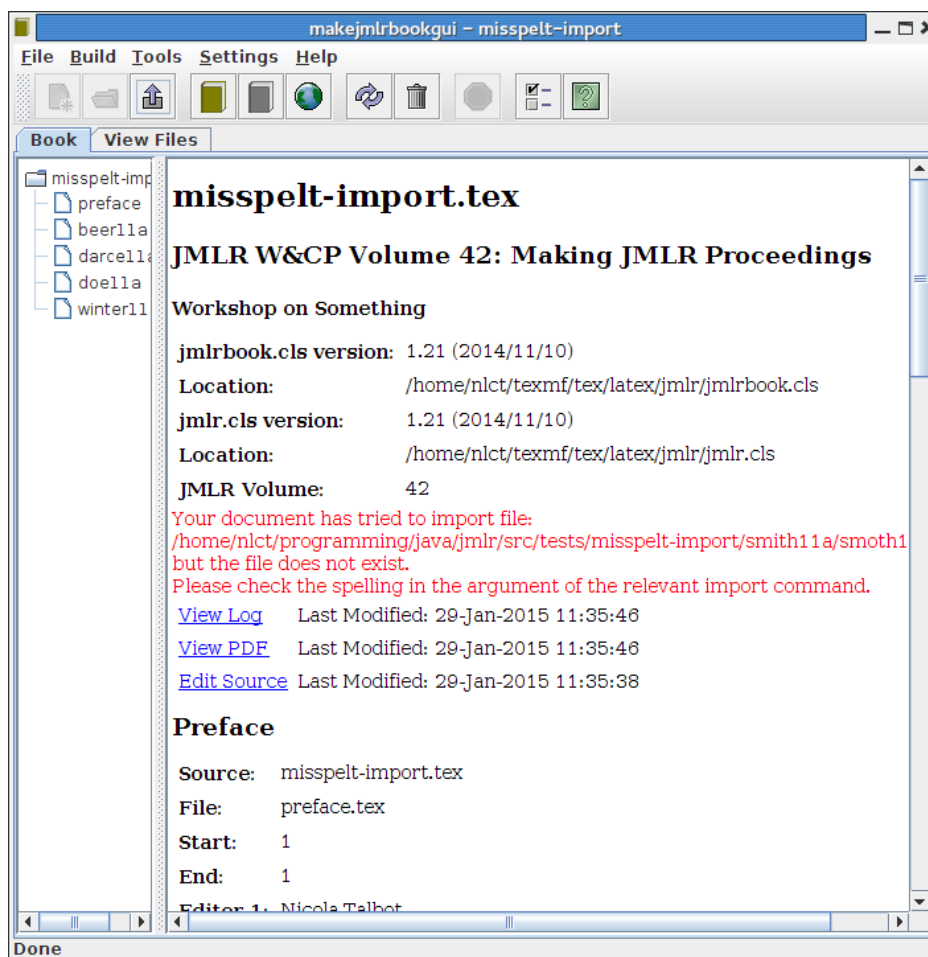 makejmlrbookgui – misspelt–import
File Build Tools Settings Help
Book View Files
misspelt-imp
preface
beer11a
darcel1a
doe11a
winter11
misspelt-import.tex
JMLR W&CP Volume 42: Making JMLR Proceedings
Workshop on Something
jmlrbook.cls version: 1.21 (2014/11/10)
Location: /home/nlct/texmf/tex/latex/jmlr/jmlrbook.cls
jmlr.cls version: 1.21 (2014/11/10)
Location: /home/nlct/texmf/tex/latex/jmlr/jmlr.cls
JMLR Volume: 42
Your document has tried to import file:
/home/nlct/programming/java/jmlr/src/tests/misspelt-import/smith11a/smoth1
but the file does not exist.
Please check the spelling in the argument of the relevant import command.
View Log Last Modified: 29-Jan-2015 11:35:46
View PDF Last Modified: 29-Jan-2015 11:35:46
Edit Source Last Modified: 29-Jan-2015 11:35:38
Preface
Source: misspelt-import.tex
File: preface.tex
Start: 1
End: 1
Editor 1: Nicola Talbot
Done